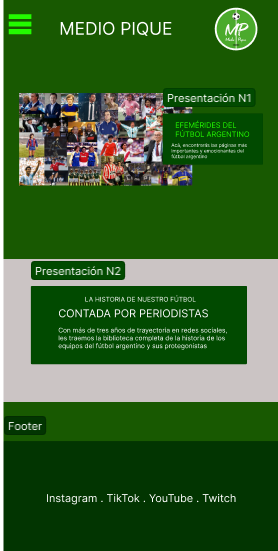 MEDIO PIQUE
MP
Medio Pique
Presentación N1
EFEMÉRIDES DEL
FÚTBOL ARGENTINO
Acá, encontrarás las páginas más
importantes y emocionantes del
fútbol argentino
Presentación N2
LA HISTORIA DE NUESTRO FÚTBOL
CONTADA POR PERIODISTAS
Con más de tres años de trayectoria en redes sociales,
les traemos la biblioteca completa de la historia de los
equipos del fútbol argentino y sus protagonistas
Footer
Instagram . TikTok . YouTube . Twitch